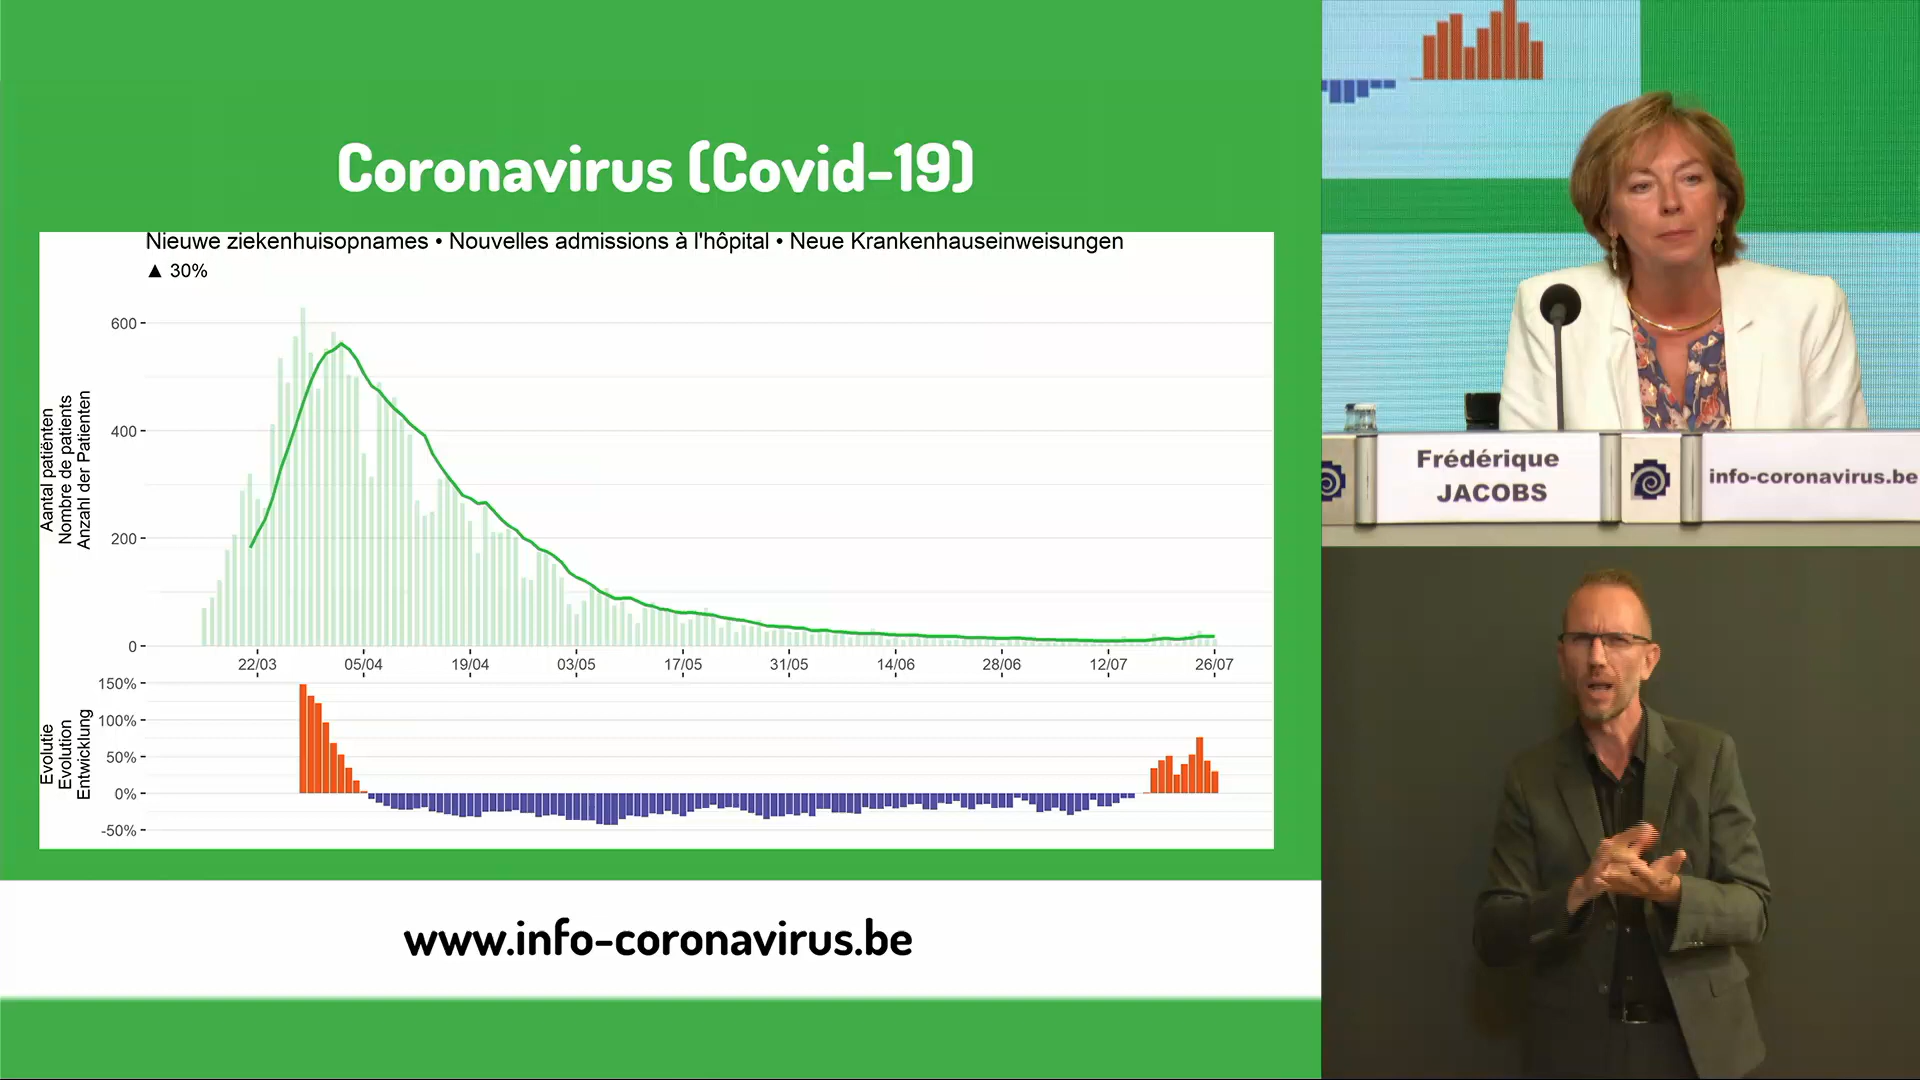 Coronavirus (Covid-19)
Nieuwe ziekenhuisopnames • Nouvelles admissions à l'hôpital • Neue Krankenhauseinweisungen
▲ 30%
Aantal patiënten
Nombre de patients
Anzahl der Patienten
600
400
200
0
22/03 05/04 19/04 03/05 17/05 31/05 14/06 28/06 12/07 26/07
Evolutie
Evolution
Entwicklung
150%
100%
50%
0%
-50%
www.info-coronavirus.be
Frédérique
JACOBS
info-coronavirus.be